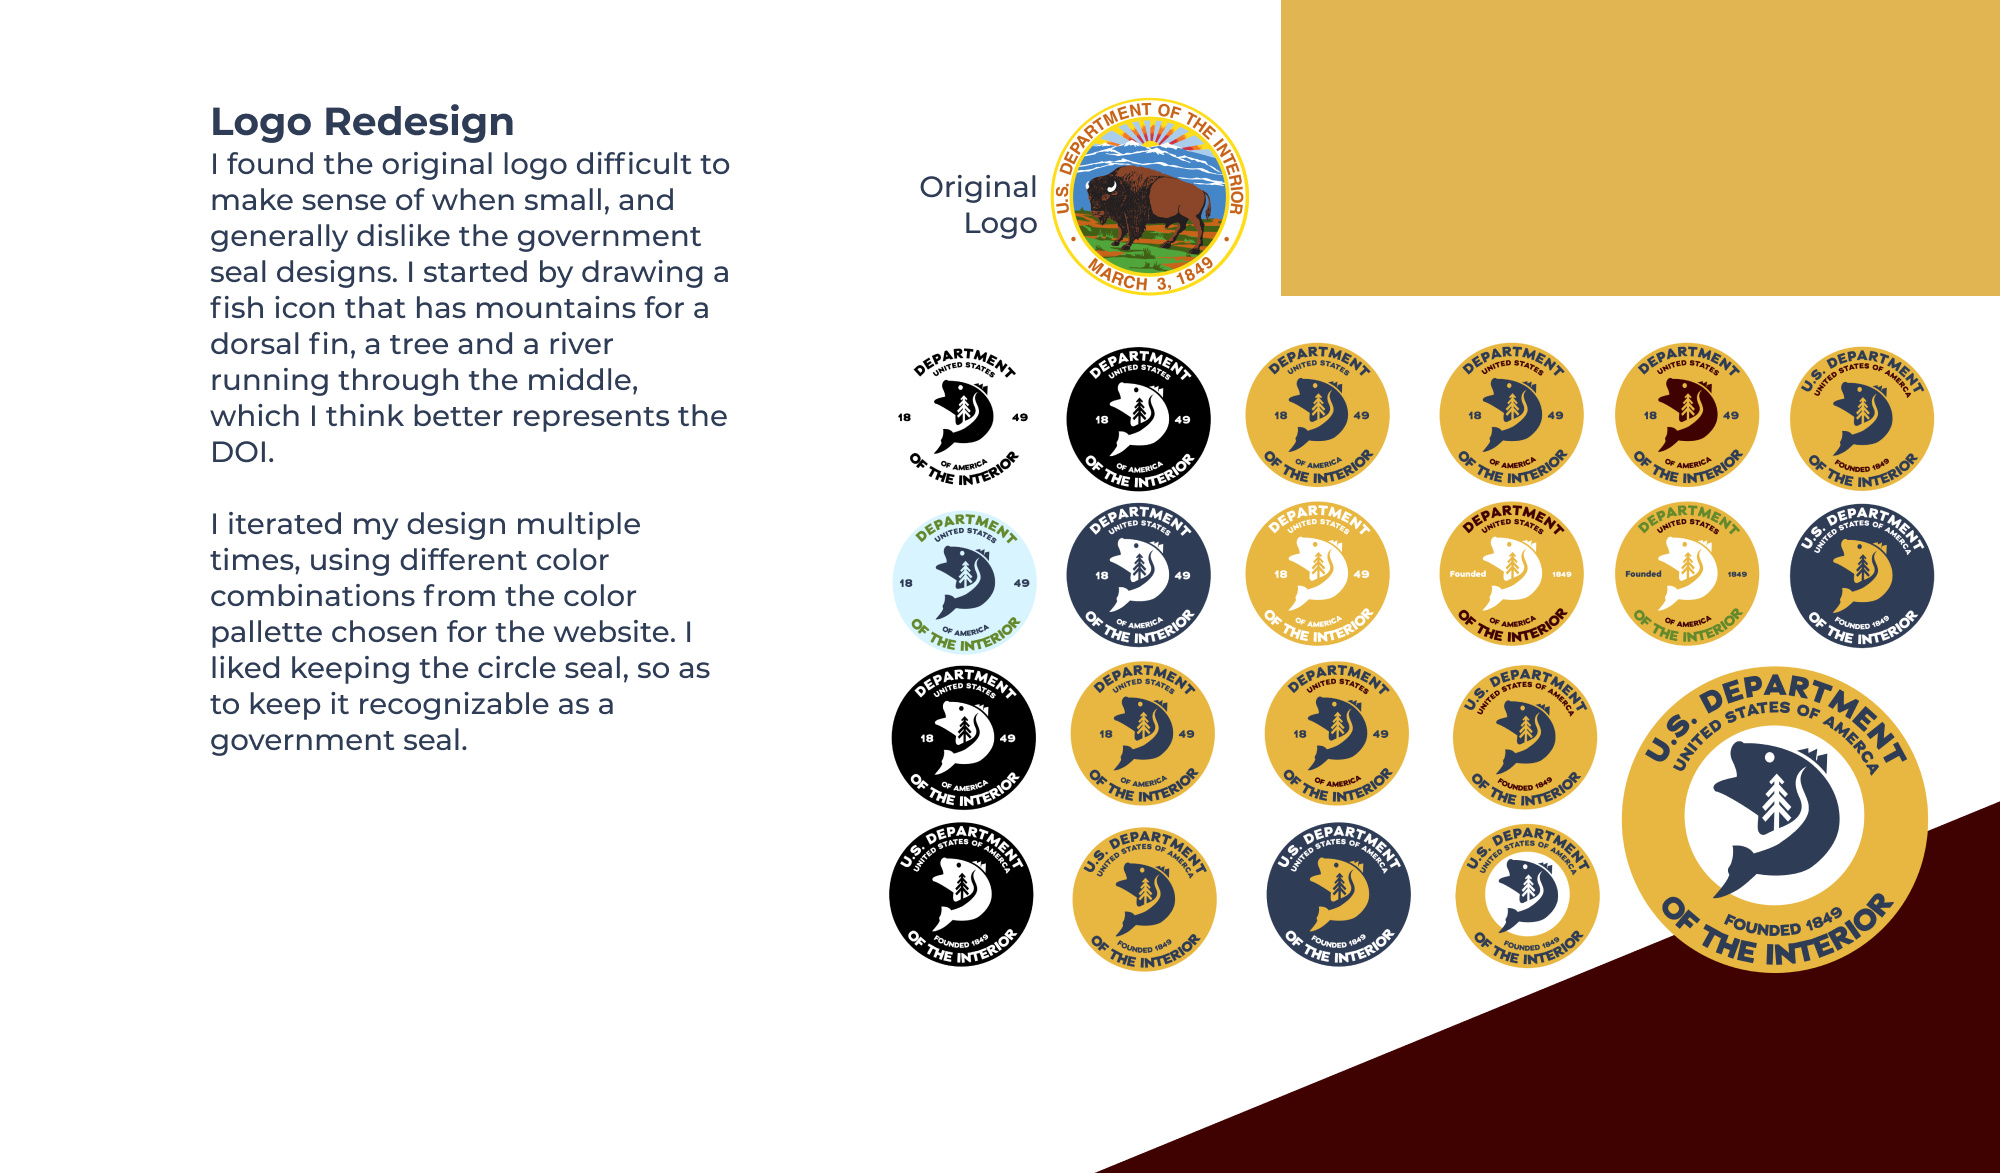 Logo Redesign
I found the original logo difficult to
make sense of when small, and
generally dislike the government
seal designs. I started by drawing a
fish icon that has mountains for a
dorsal fin, a tree and a river
running through the middle,
which I think better represents the
DOI.
I iterated my design multiple
times, using different color
combinations from the color
pallette chosen for the website. I
liked keeping the circle seal, so as
to keep it recognizable as a
government seal.
Original
Logo
U.S. DEPARTMENT OF THE INTERIOR
MARCH 3, 1849
DEPARTMENT
UNITED STATES
18 49
OF AMERICA
OF THE INTERIOR
DEPARTMENT
UNITED STATES
18 49
OF AMERICA
OF THE INTERIOR
DEPARTMENT
UNITED STATES
18 49
OF AMERICA
OF THE INTERIOR
DEPARTMENT
UNITED STATES
18 49
OF AMERICA
OF THE INTERIOR
DEPARTMENT
UNITED STATES
18 49
OF AMERICA
OF THE INTERIOR
U.S. DEPARTMENT
UNITED STATES OF AMERCA
FOUNDED 1849
OF THE INTERIOR
DEPARTMENT
UNITED STATES
18 49
OF AMERICA
OF THE INTERIOR
DEPARTMENT
UNITED STATES
18 49
OF AMERICA
OF THE INTERIOR
DEPARTMENT
UNITED STATES
18 49
OF AMERICA
OF THE INTERIOR
DEPARTMENT
UNITED STATES
Founded 1849
OF AMERICA
OF THE INTERIOR
DEPARTMENT
UNITED STATES
Founded 1849
OF AMERICA
OF THE INTERIOR
U.S. DEPARTMENT
UNITED STATES OF AMERCA
FOUNDED 1849
OF THE INTERIOR
DEPARTMENT
UNITED STATES
18 49
OF AMERICA
OF THE INTERIOR
DEPARTMENT
UNITED STATES
18 49
OF AMERICA
OF THE INTERIOR
DEPARTMENT
UNITED STATES
18 49
OF AMERICA
OF THE INTERIOR
U.S. DEPARTMENT
UNITED STATES OF AMERCA
FOUNDED 1849
OF THE INTERIOR
U.S. DEPARTMENT
UNITED STATES OF AMERCA
FOUNDED 1849
OF THE INTERIOR
U.S. DEPARTMENT
UNITED STATES OF AMERCA
FOUNDED 1849
OF THE INTERIOR
U.S. DEPARTMENT
UNITED STATES OF AMERCA
FOUNDED 1849
OF THE INTERIOR
U.S. DEPARTMENT
UNITED STATES OF AMERCA
FOUNDED 1849
OF THE INTERIOR
U.S. DEPARTMENT
UNITED STATES OF AMERCA
FOUNDED 1849
OF THE INTERIOR